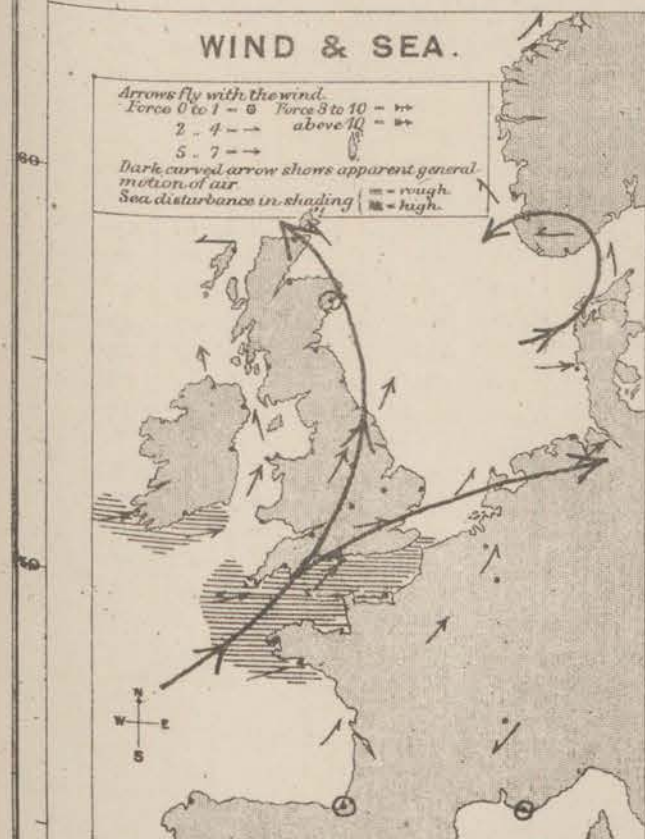 WIND & SEA.
Arrows fly with the wind.
Force 0 to 1 = Force 8 to 10 =
2 .. 4 = above 10 =
5 .. 7 =
Dark curved arrow shows apparent general
motion of air
Sea disturbance in shading { = rough
= high.
60
50
N
W E
S